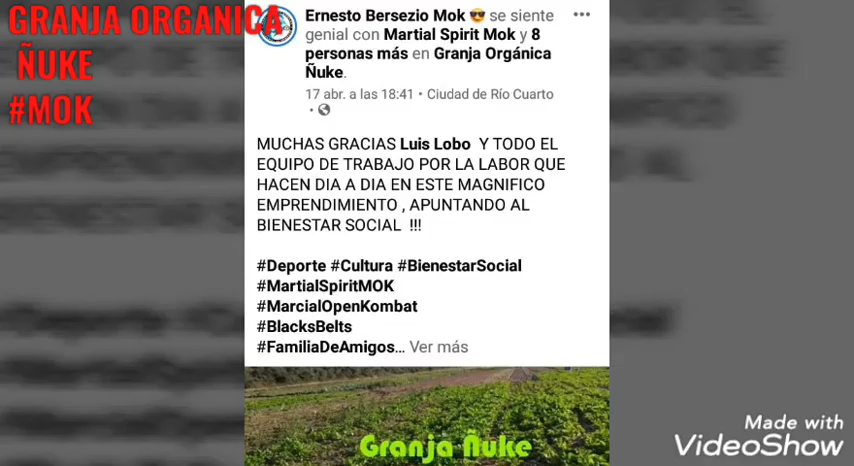 GRANJA ORGANICA
ÑUKE
#MOK
Ernesto Bersezio Mok 😎 se siente
genial con Martial Spirit Mok y 8
personas más en Granja Orgánica
Ñuke.
17 abr. a las 18:41 • Ciudad de Río Cuarto
•
MUCHAS GRACIAS Luis Lobo Y TODO EL
EQUIPO DE TRABAJO POR LA LABOR QUE
HACEN DIA A DIA EN ESTE MAGNIFICO
EMPRENDIMIENTO , APUNTANDO AL
BIENESTAR SOCIAL !!!
#Deporte #Cultura #BienestarSocial
#MartialSpiritMOK
#MarcialOpenKombat
#BlacksBelts
#FamiliaDeAmigos... Ver más
Granja Ñuke
Made with
VideoShow